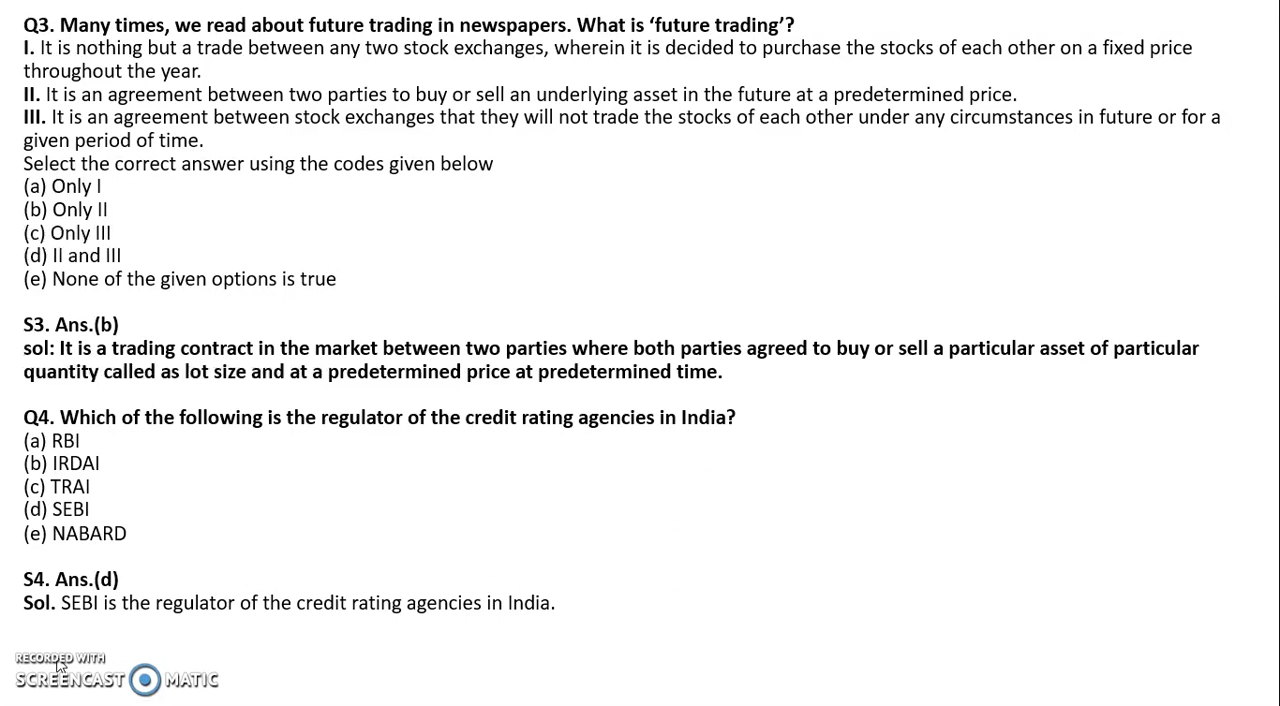 Q3. Many times, we read about future trading in newspapers. What is ‘future trading’?
I. It is nothing but a trade between any two stock exchanges, wherein it is decided to purchase the stocks of each other on a fixed price
throughout the year.
II. It is an agreement between two parties to buy or sell an underlying asset in the future at a predetermined price.
III. It is an agreement between stock exchanges that they will not trade the stocks of each other under any circumstances in future or for a
given period of time.
Select the correct answer using the codes given below
(a) Only I
(b) Only II
(c) Only III
(d) II and III
(e) None of the given options is true
S3. Ans.(b)
sol: It is a trading contract in the market between two parties where both parties agreed to buy or sell a particular asset of particular
quantity called as lot size and at a predetermined price at predetermined time.
Q4. Which of the following is the regulator of the credit rating agencies in India?
(a) RBI
(b) IRDAI
(c) TRAI
(d) SEBI
(e) NABARD
S4. Ans.(d)
Sol. SEBI is the regulator of the credit rating agencies in India.
RECORDED WITH
SCREENCAST MATIC